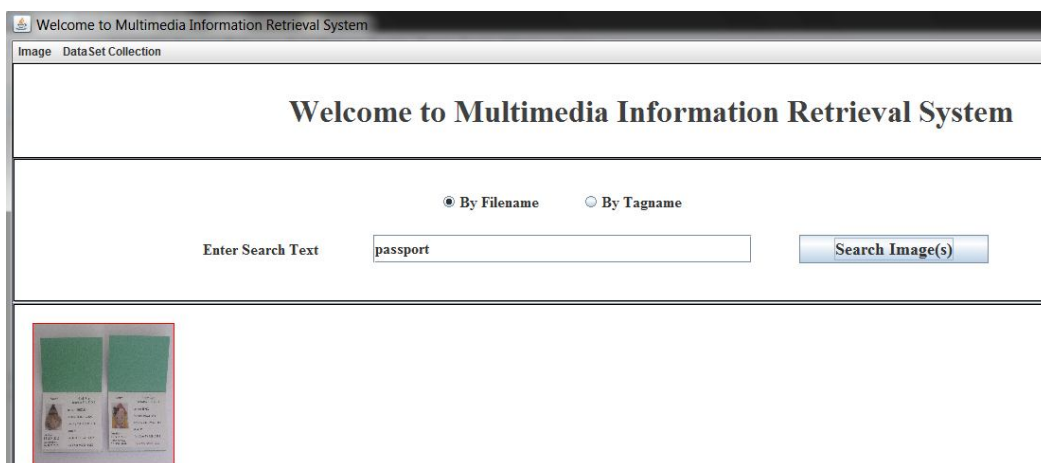 Welcome to Multimedia Information Retrieval System
Image DataSet Collection
Welcome to Multimedia Information Retrieval System
By Filename By Tagname
Enter Search Text passport Search Image(s)